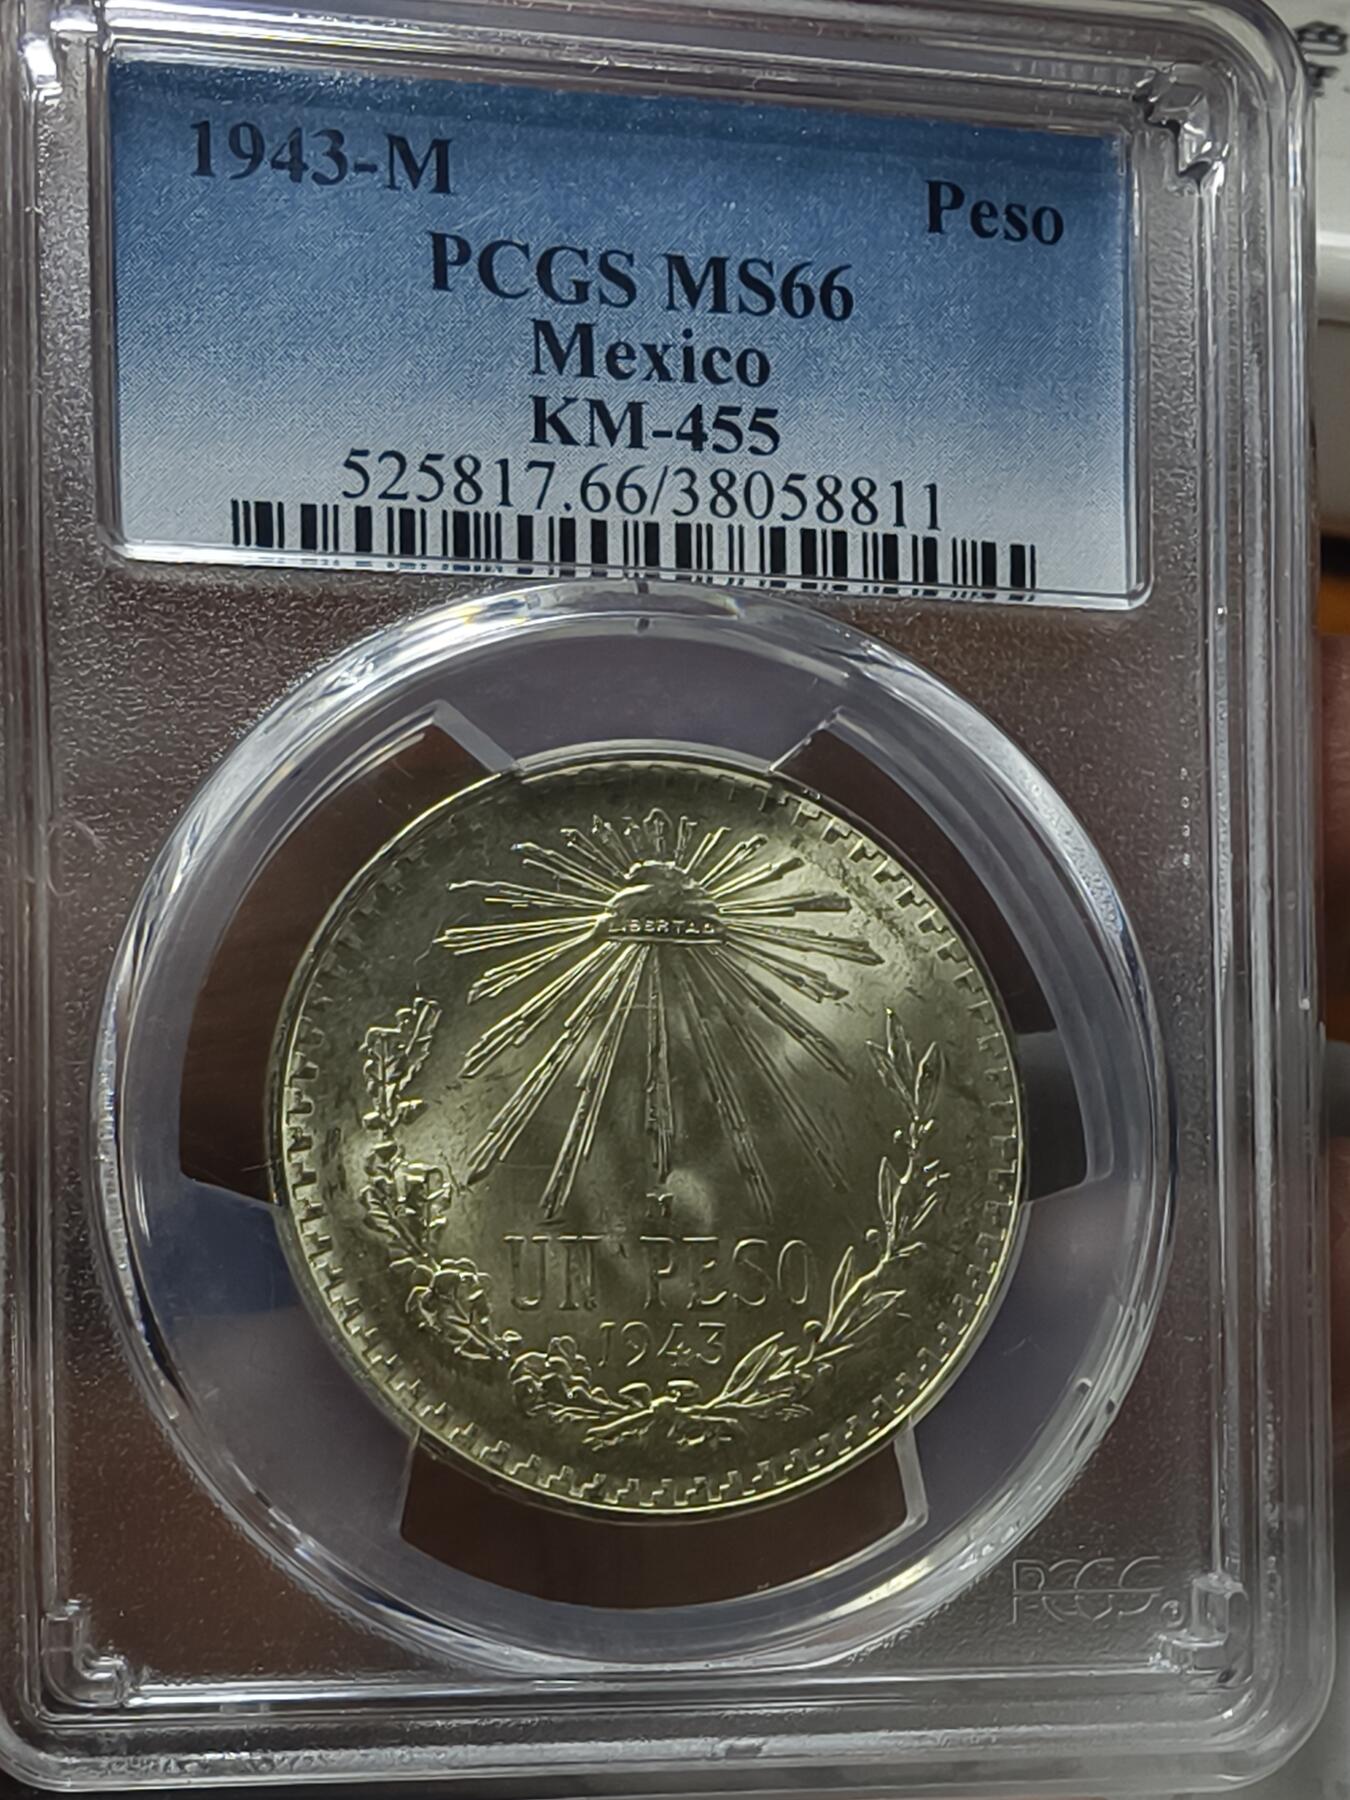 1943-M
Peso
PCGS MS66
Mexico
KM-455
525817.66/38058811
LIBERTAD
M
UN PESO
1943
PCGS